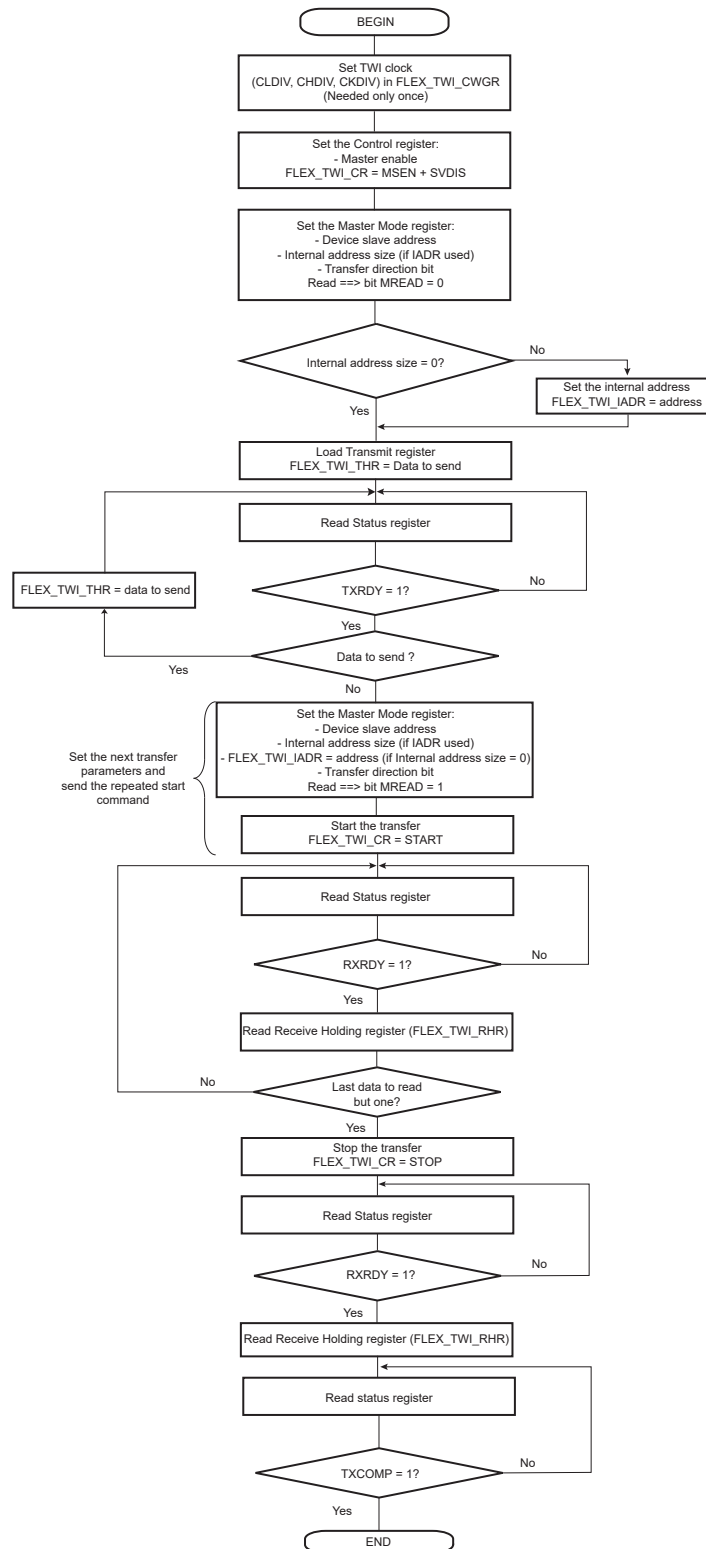 BEGIN
Set TWI clock
(CLDIV, CHDIV, CKDIV) in FLEX_TWI_CWGR
(Needed only once)
Set the Control register:
- Master enable
FLEX_TWI_CR = MSEN + SVDIS
Set the Master Mode register:
- Device slave address
- Internal address size (if IADR used)
- Transfer direction bit
Read ==> bit MREAD = 0
Internal address size = 0?
No
Set the internal address
FLEX_TWI_IADR = address
Yes
Load Transmit register
FLEX_TWI_THR = Data to send
Read Status register
FLEX_TWI_THR = data to send
TXRDY = 1?
No
Yes
Data to send ?
Yes
No
Set the Master Mode register:
- Device slave address
- Internal address size (if IADR used)
- FLEX_TWI_IADR = address (if Internal address size = 0)
- Transfer direction bit
Read ==> bit MREAD = 1
Set the next transfer
parameters and
send the repeated start
command
Start the transfer
FLEX_TWI_CR = START
Read Status register
RXRDY = 1?
No
Yes
Read Receive Holding register (FLEX_TWI_RHR)
No
Last data to read
but one?
Yes
Stop the transfer
FLEX_TWI_CR = STOP
Read Status register
RXRDY = 1?
No
Yes
Read Receive Holding register (FLEX_TWI_RHR)
Read status register
TXCOMP = 1?
No
Yes
END